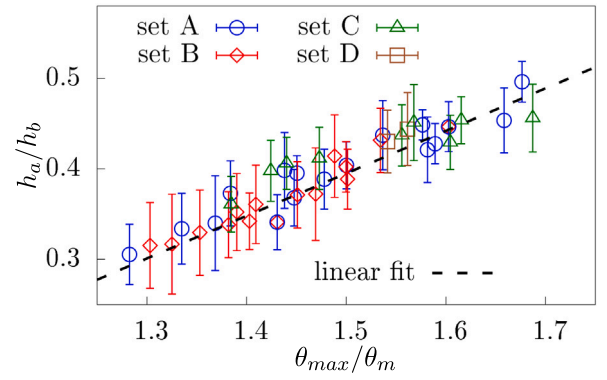 set A
set B
set C
set D
0.5
0.4
0.3
h_a/h_b
linear fit
1.3 1.4 1.5 1.6 1.7
θ_max/θ_m